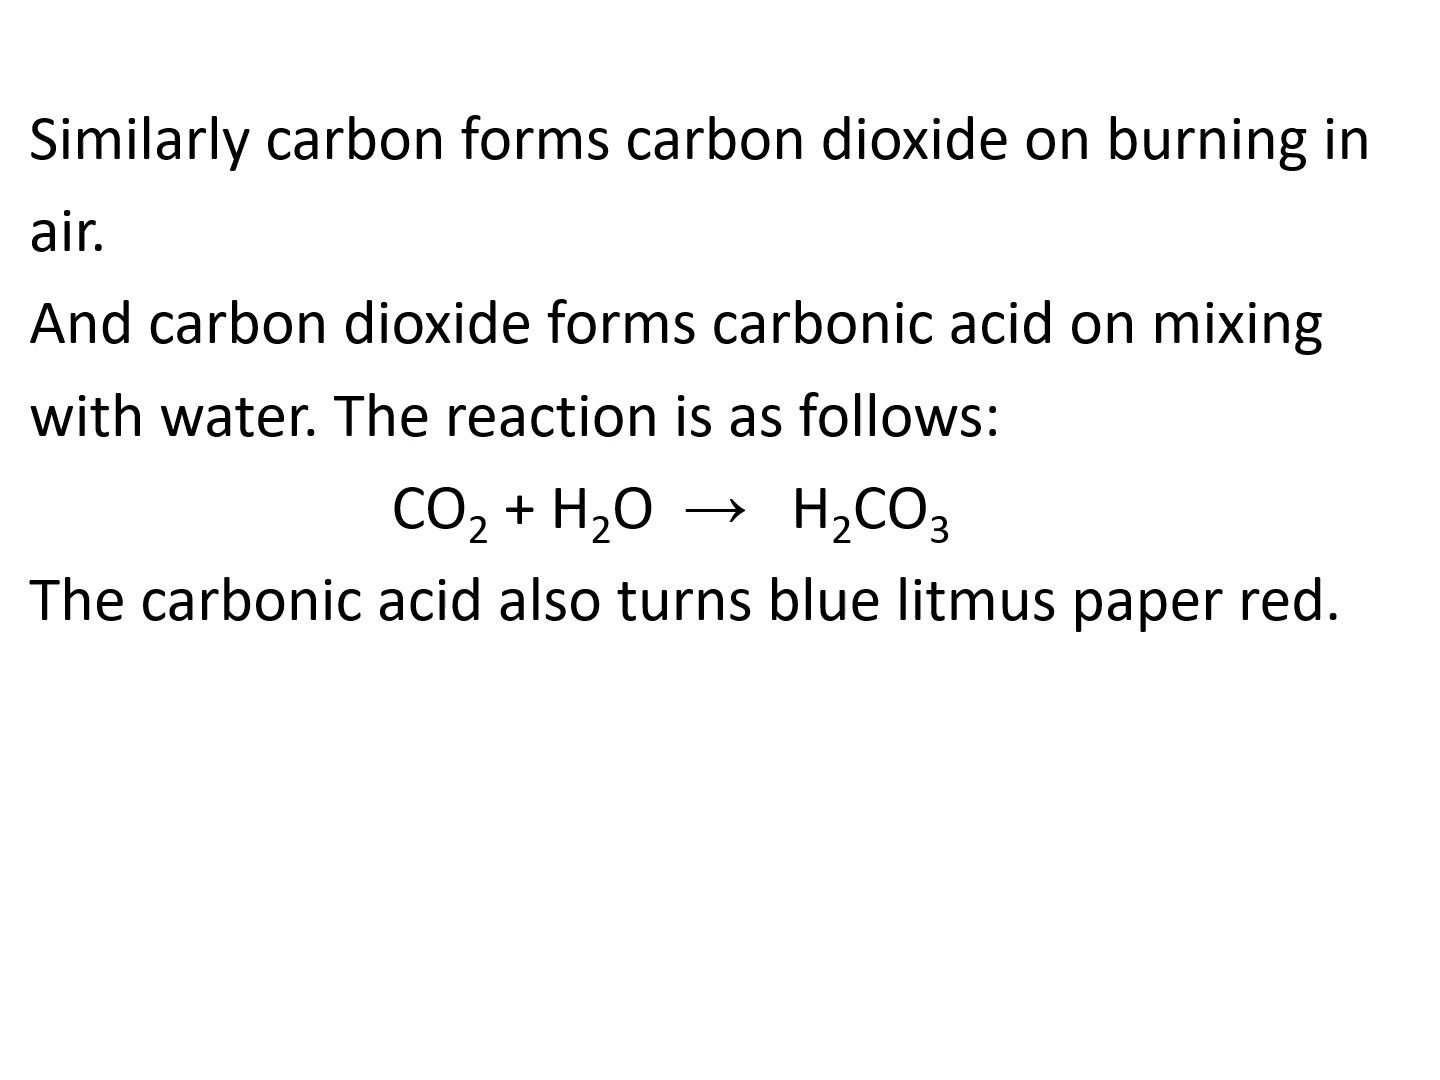 Similarly carbon forms carbon dioxide on burning in
air.
And carbon dioxide forms carbonic acid on mixing
with water. The reaction is as follows:
CO₂ + H₂O → H₂CO₃
The carbonic acid also turns blue litmus paper red.